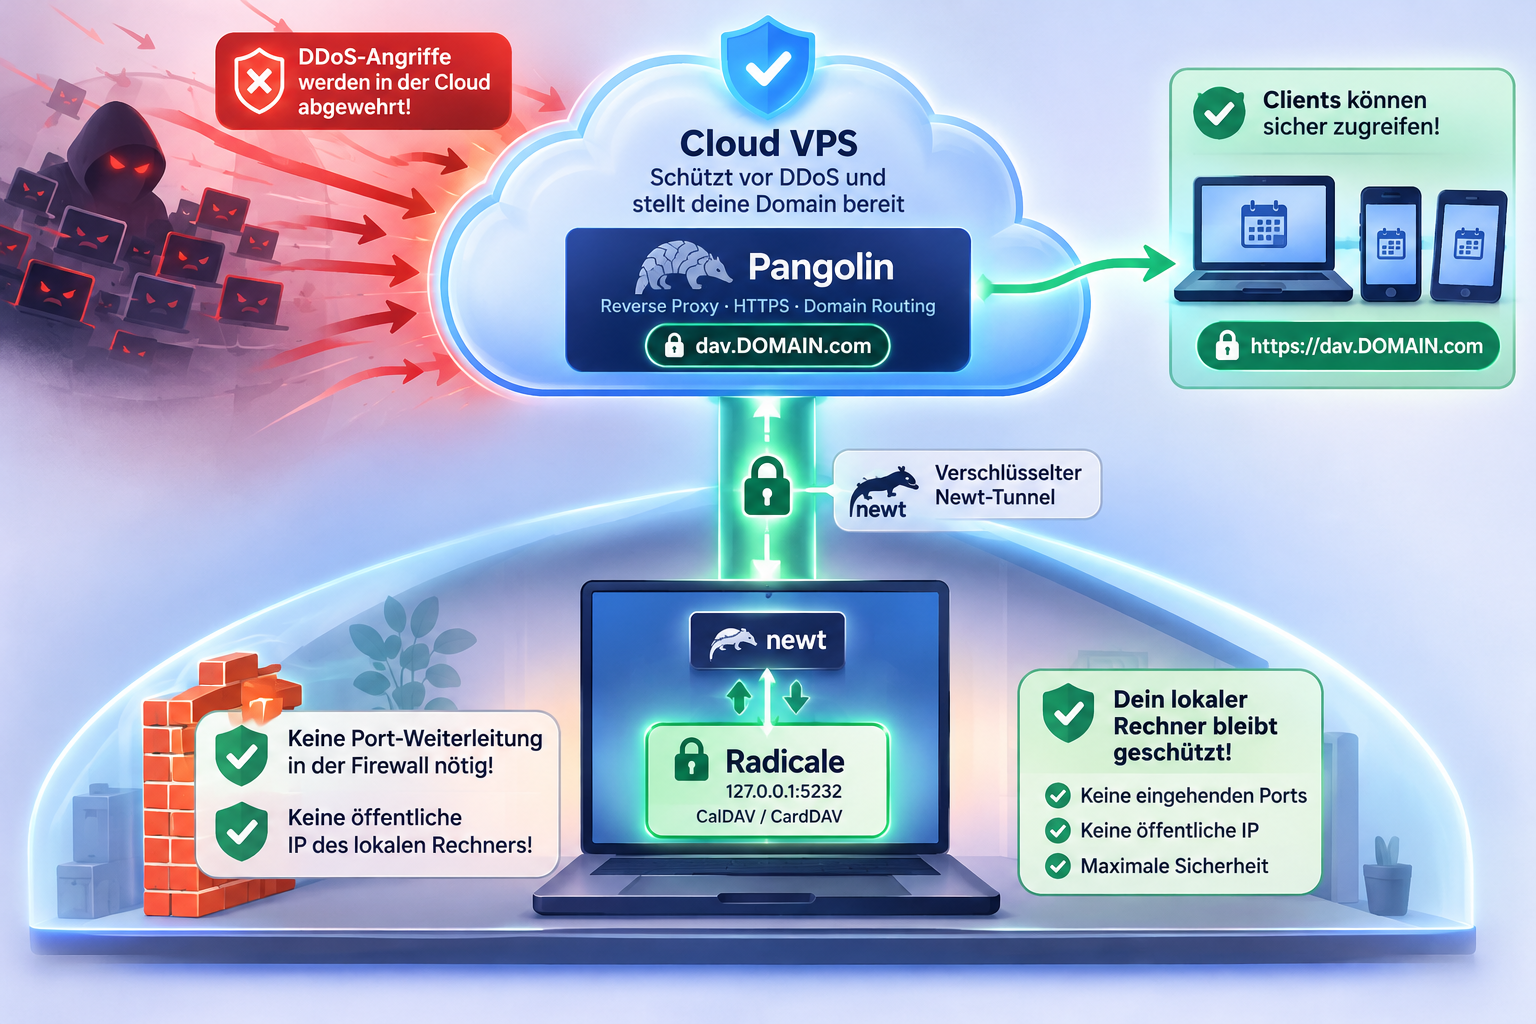 DDoS-Angriffe
werden in der Cloud
abgewehrt!
Cloud VPS
Schützt vor DDoS und
stellt deine Domain bereit
Pangolin
Reverse Proxy · HTTPS · Domain Routing
dav.DOMAIN.com
Clients können
sicher zugreifen!
https://dav.DOMAIN.com
newt
Verschlüsselter
Newt-Tunnel
newt
Radicale
127.0.0.1:5232
CalDAV / CardDAV
Keine Port-Weiterleitung
in der Firewall nötig!
Keine öffentliche
IP des lokalen Rechners!
Dein lokaler
Rechner bleibt
geschützt!
Keine eingehenden Ports
Keine öffentliche IP
Maximale Sicherheit